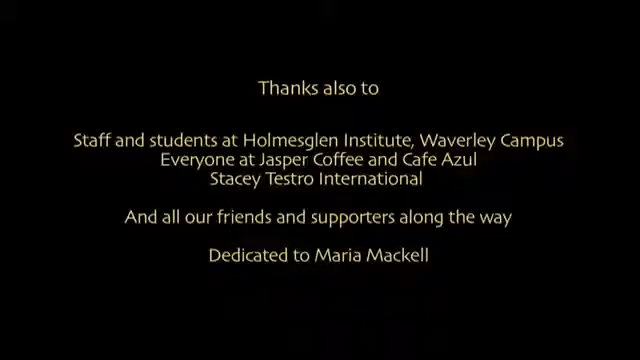 Thanks also to
Staff and students at Holmesglen Institute, Waverley Campus
Everyone at Jasper Coffee and Cafe Azul
Stacey Testro International
And all our friends and supporters along the way
Dedicated to Maria Mackell